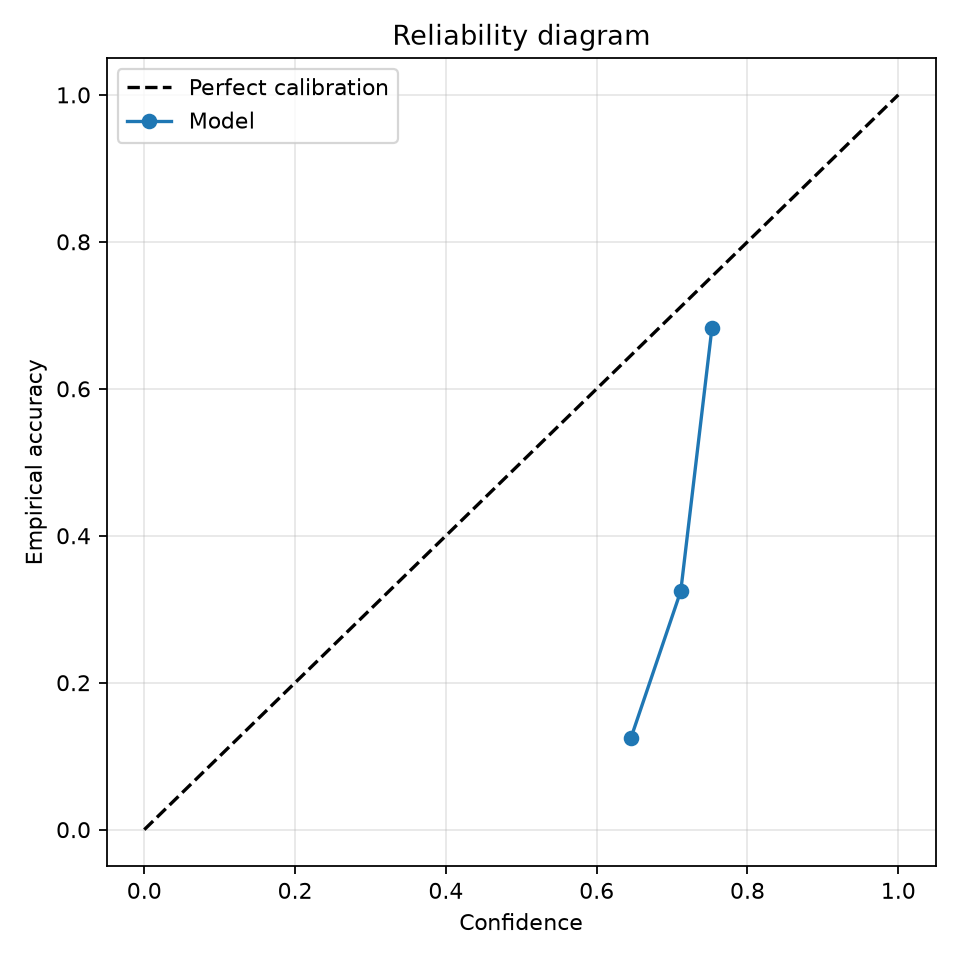 Reliability diagram
Perfect calibration
Model
1.0
0.8
0.6
0.4
0.2
0.0
Empirical accuracy
0.0 0.2 0.4 0.6 0.8 1.0
Confidence